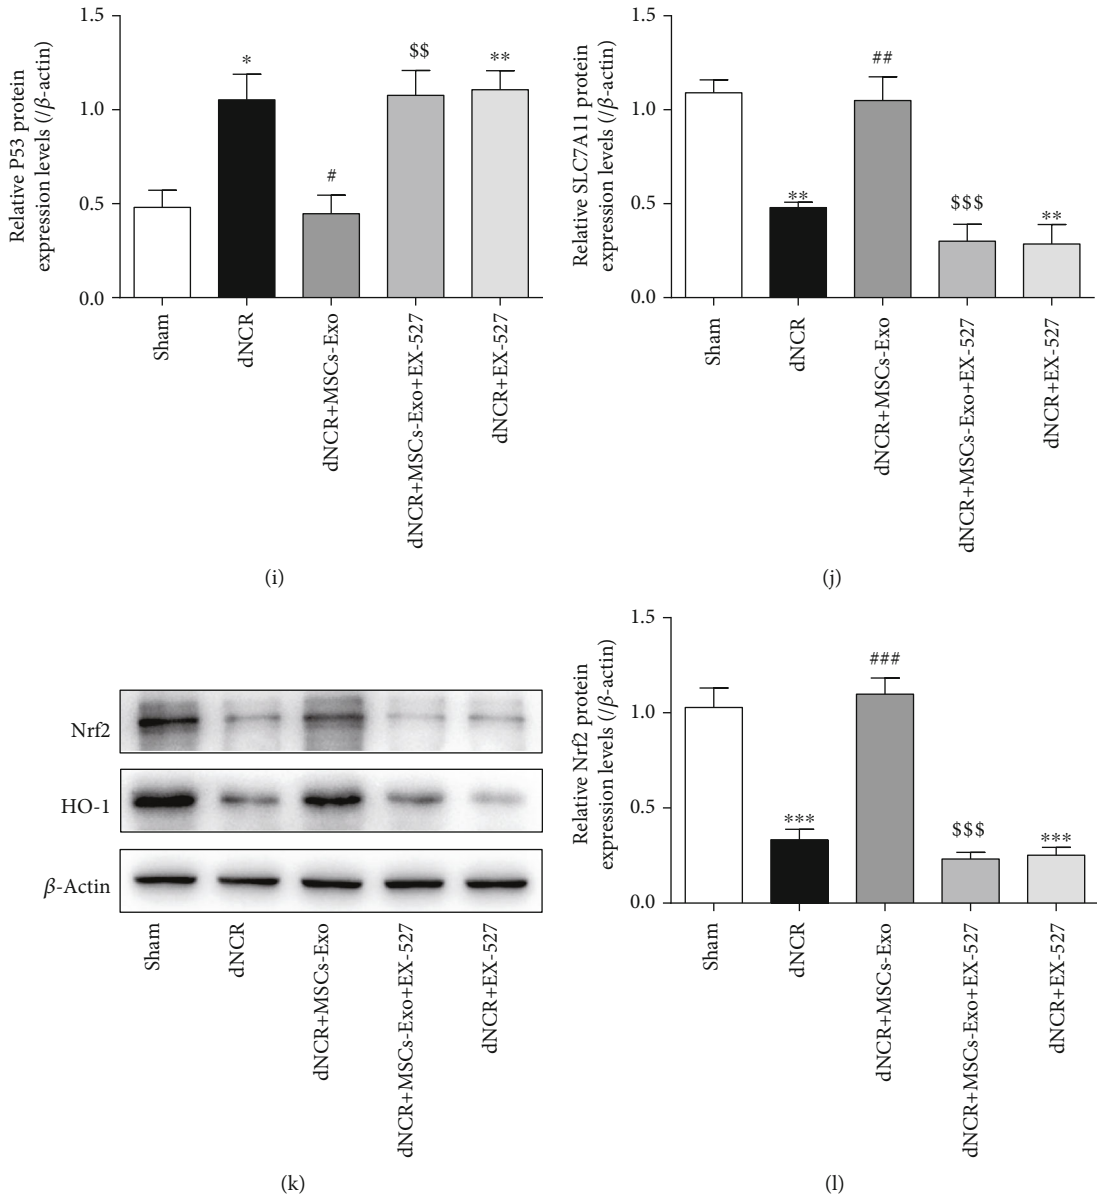 Relative P53 protein
expression levels (/β-actin)
1.5
1.0
0.5
0.0
*
#
$$
**
Sham
dNCR
dNCR+MSCs-Exo
dNCR+MSCs-Exo+EX-527
dNCR+EX-527
(i)
Relative SLC7A11 protein
expression levels (/β-actin)
1.5
1.0
0.5
0.0
**
##
$$$
**
Sham
dNCR
dNCR+MSCs-Exo
dNCR+MSCs-Exo+EX-527
dNCR+EX-527
(j)
Nrf2
HO-1
β-Actin
Sham
dNCR
dNCR+MSCs-Exo
dNCR+MSCs-Exo+EX-527
dNCR+EX-527
(k)
Relative Nrf2 protein
expression levels (/β-actin)
1.5
1.0
0.5
0.0
***
###
$$$
***
Sham
dNCR
dNCR+MSCs-Exo
dNCR+MSCs-Exo+EX-527
dNCR+EX-527
(l)